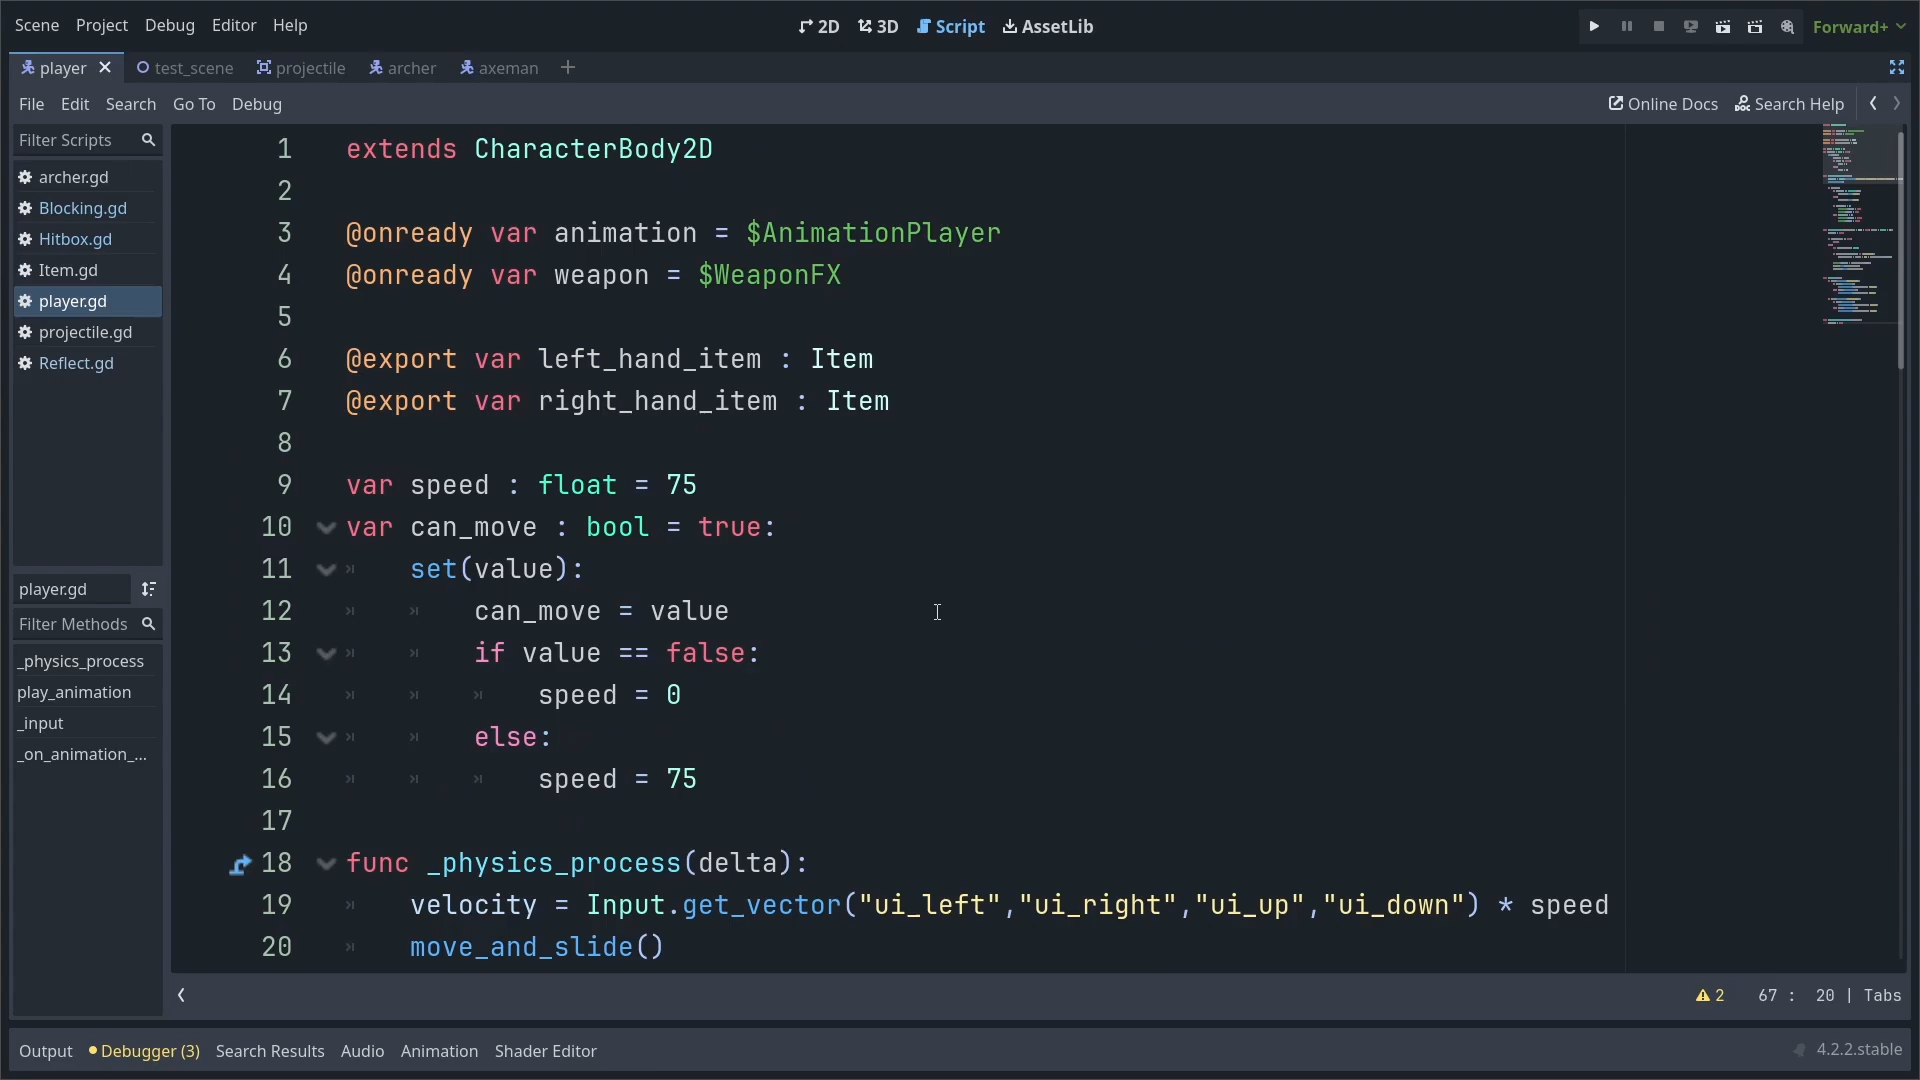 Scene Project Debug Editor Help 2D 3D Script AssetLib Forward+
player test_scene projectile archer axeman
File Edit Search Go To Debug Online Docs Search Help
Filter Scripts
archer.gd
Blocking.gd
Hitbox.gd
Item.gd
player.gd
projectile.gd
Reflect.gd
player.gd
Filter Methods
_physics_process
play_animation
_input
_on_animation_...
1 extends CharacterBody2D
2
3 @onready var animation = $AnimationPlayer
4 @onready var weapon = $WeaponFX
5
6 @export var left_hand_item : Item
7 @export var right_hand_item : Item
8
9 var speed : float = 75
10 var can_move : bool = true:
11 set(value):
12 can_move = value
13 if value == false:
14 speed = 0
15 else:
16 speed = 75
17
18 func _physics_process(delta):
19 velocity = Input.get_vector("ui_left","ui_right","ui_up","ui_down") * speed
20 move_and_slide()
2 67 : 20 | Tabs
Output Debugger (3) Search Results Audio Animation Shader Editor 4.2.2.stable